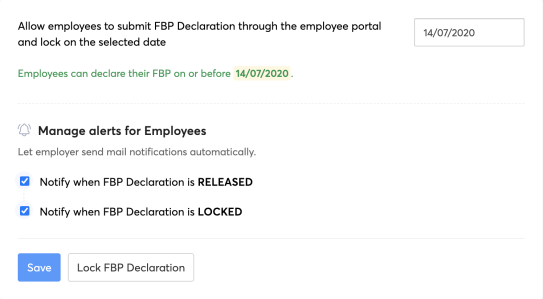 Allow employees to submit FBP Declaration through the employee portal
and lock on the selected date
14/07/2020
Employees can declare their FBP on or before 14/07/2020 .
Manage alerts for Employees
Let employer send mail notifications automatically.
Notify when FBP Declaration is RELEASED
Notify when FBP Declaration is LOCKED
Save
Lock FBP Declaration